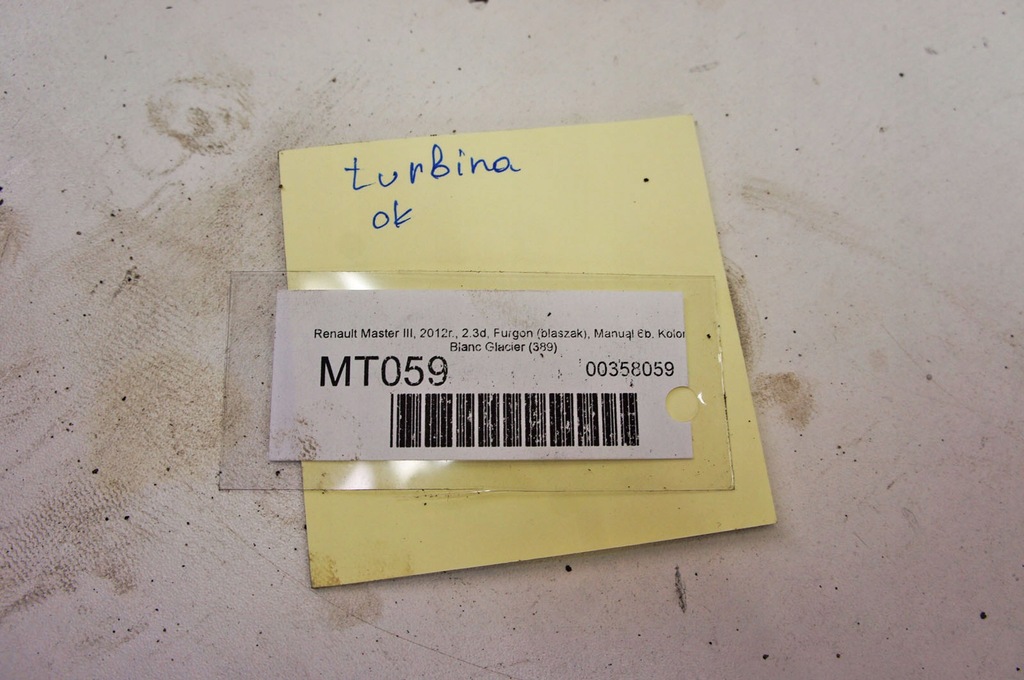 turbina
ok
Renault Master III, 2012r., 2.3d, Furgon (blaszak), Manual 6b. Kolor
Blanc Glacier (389)
MT059 00358059